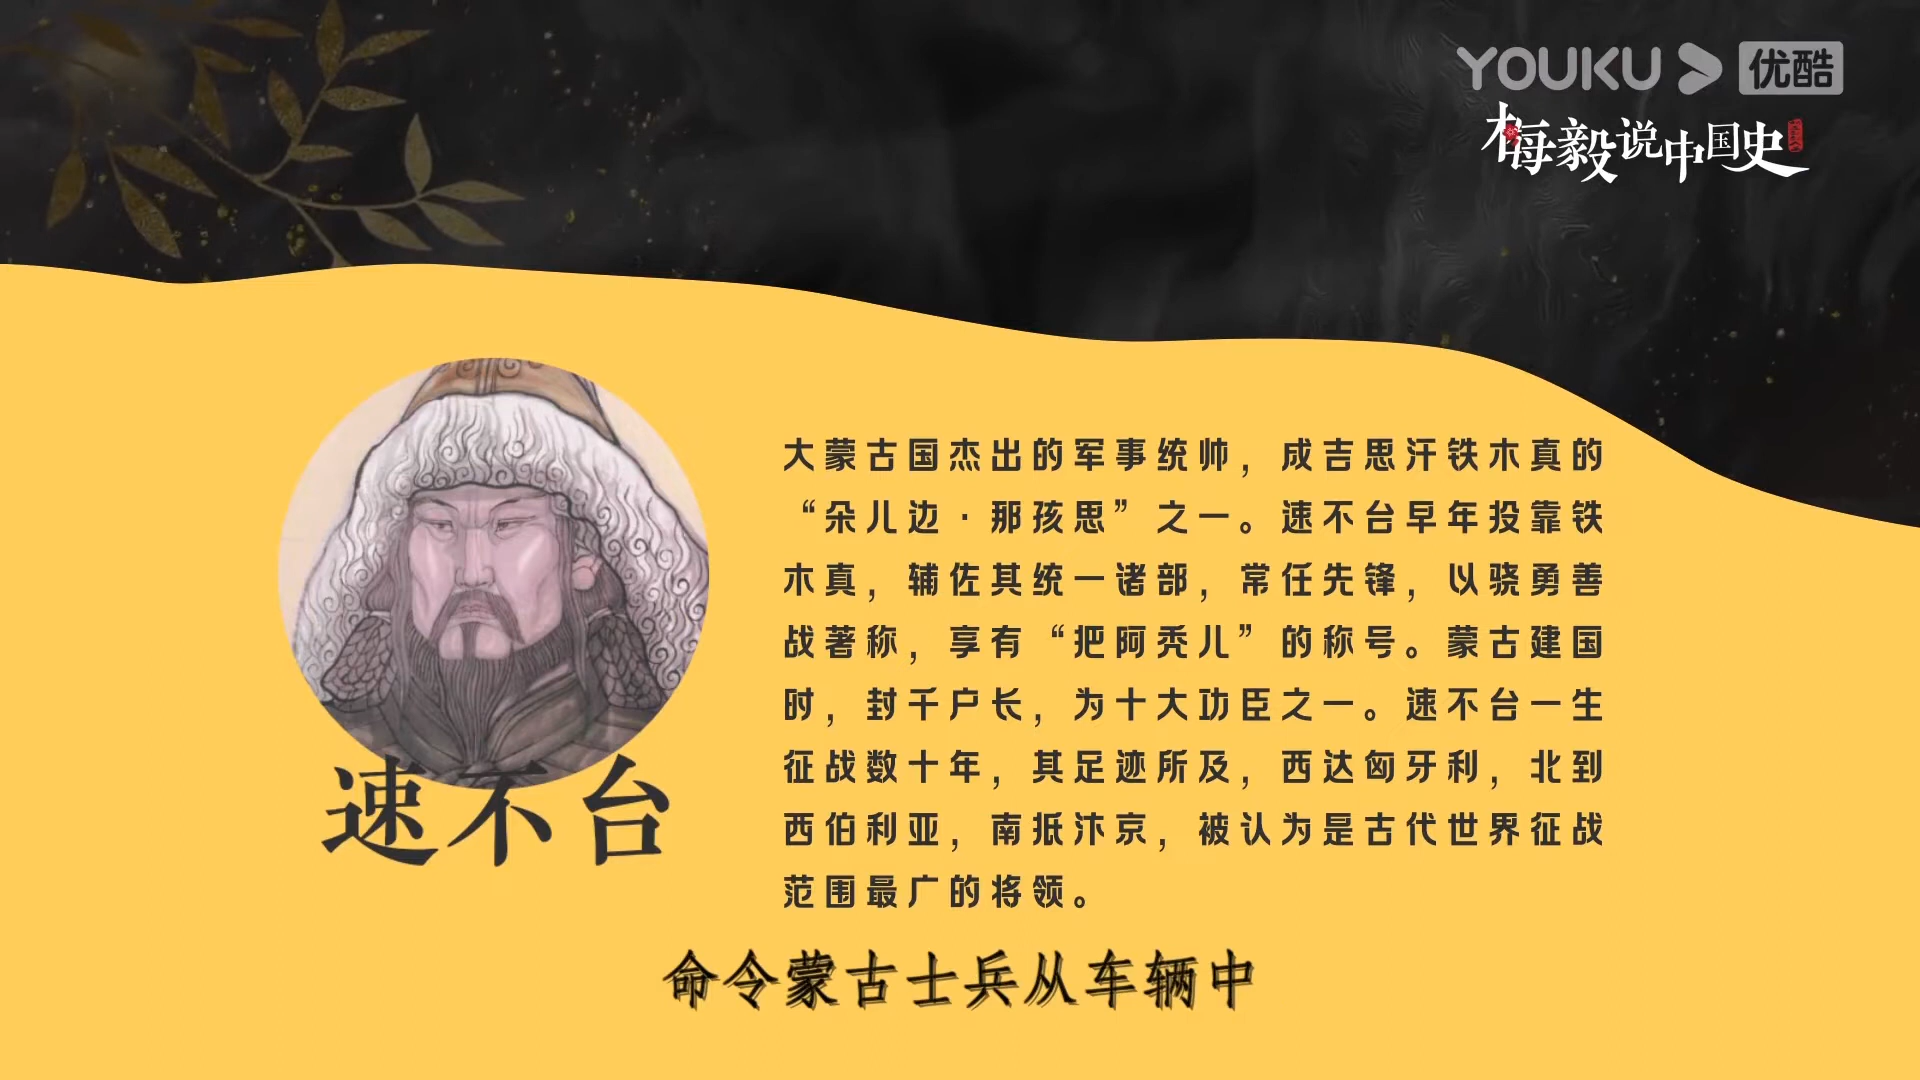 YOUKU 优酷
梅毅说中国史
大蒙古国杰出的军事统帅，成吉思汗铁木真的
“朵儿边·那孩思”之一。速不台早年投靠铁
木真，辅佐其统一诸部，常任先锋，以骁勇善
战著称，享有“把阿秃儿”的称号。蒙古建国
时，封千户长，为十大功臣之一。速不台一生
征战数十年，其足迹所及，西达匈牙利，北到
西伯利亚，南抵汴京，被认为是古代世界征战
范围最广的将领。
速不台
命令蒙古士兵从车辆中